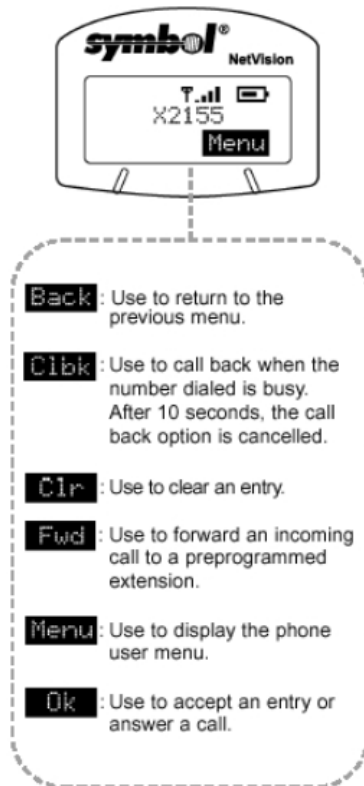 symbol®
NetVision
X2155
Menu
Back : Use to return to the
previous menu.
Clbk : Use to call back when the
number dialed is busy.
After 10 seconds, the call
back option is cancelled.
Clr : Use to clear an entry.
Fwd : Use to forward an incoming
call to a preprogrammed
extension.
Menu : Use to display the phone
user menu.
Ok : Use to accept an entry or
answer a call.